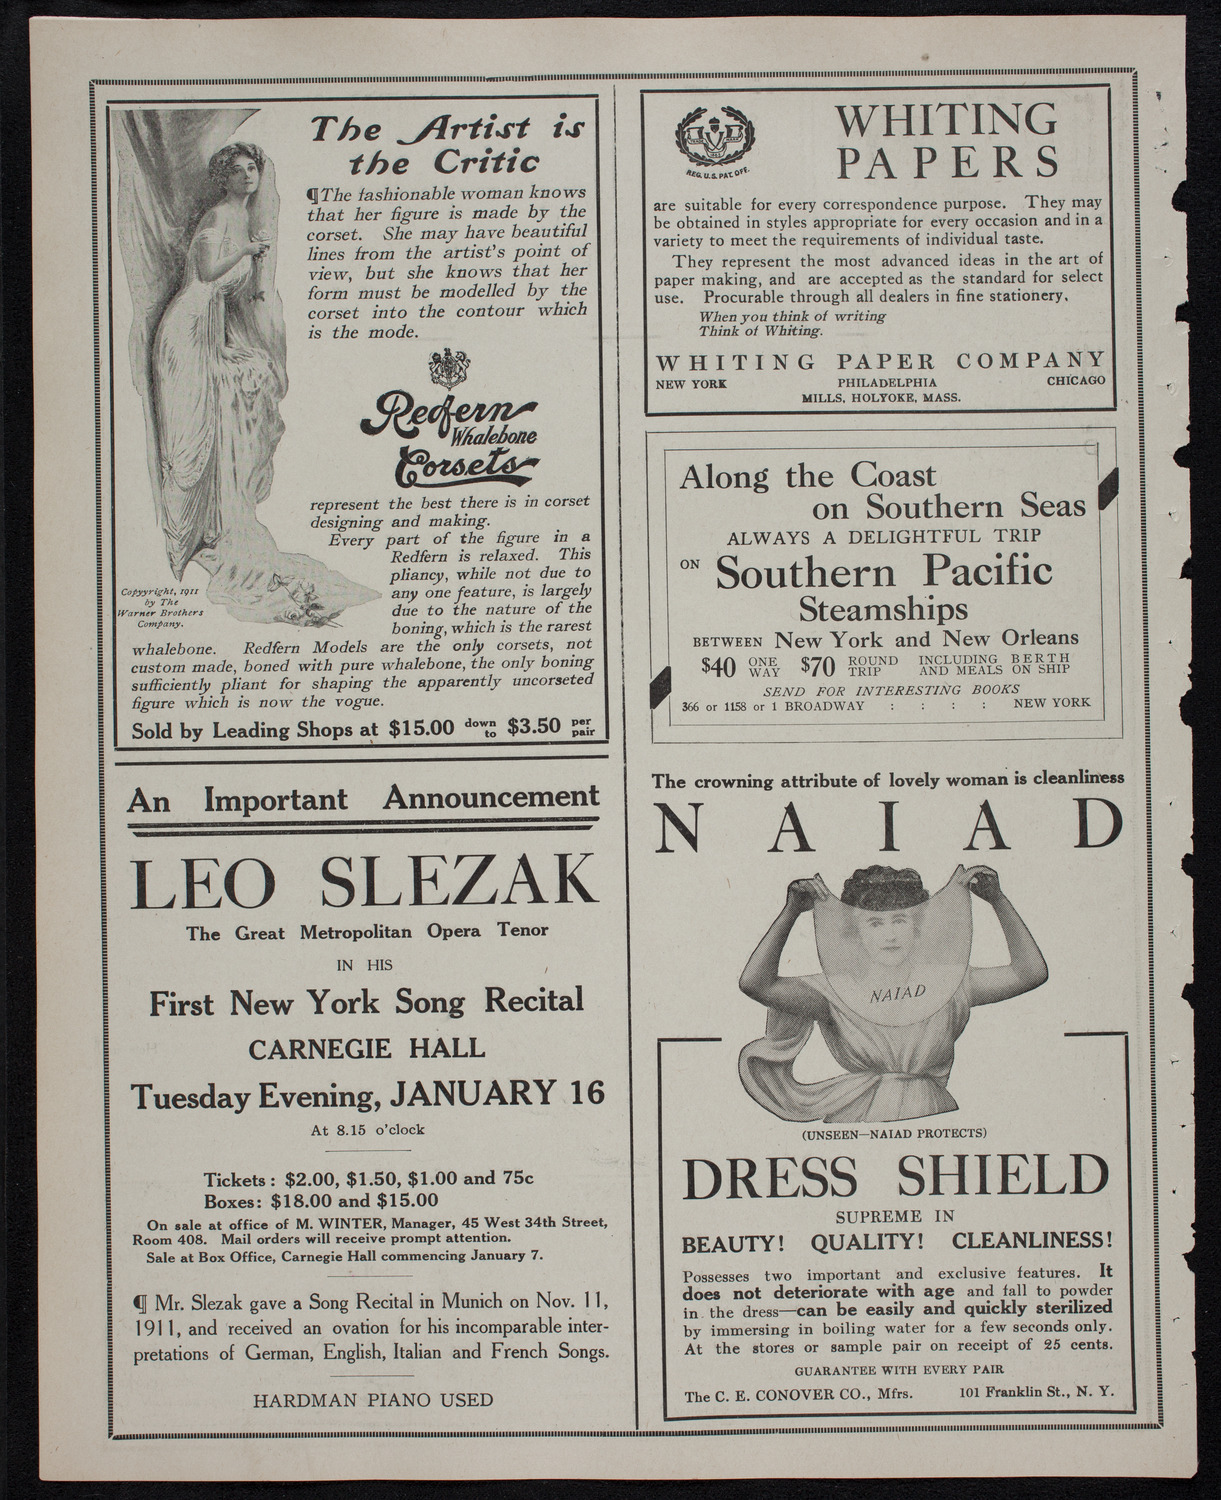 The Artist is
the Critic
¶The fashionable woman knows
that her figure is made by the
corset. She may have beautiful
lines from the artist's point of
view, but she knows that her
form must be modelled by the
corset into the contour which
is the mode.
Redfern
Whalebone
Corsets
represent the best there is in corset
designing and making.
Every part of the figure in a
Redfern is relaxed. This
pliancy, while not due to
any one feature, is largely
due to the nature of the
boning, which is the rarest
Copyyright, 1911
by The
Warner Brothers
Company.
whalebone. Redfern Models are the only corsets, not
custom made, boned with pure whalebone, the only boning
sufficiently pliant for shaping the apparently uncorseted
figure which is now the vogue.
Sold by Leading Shops at $15.00 down to $3.50 per pair
An Important Announcement
LEO SLEZAK
The Great Metropolitan Opera Tenor
IN HIS
First New York Song Recital
CARNEGIE HALL
Tuesday Evening, JANUARY 16
At 8.15 o'clock
Tickets: $2.00, $1.50, $1.00 and 75c
Boxes: $18.00 and $15.00
On sale at office of M. WINTER, Manager, 45 West 34th Street,
Room 408. Mail orders will receive prompt attention.
Sale at Box Office, Carnegie Hall commencing January 7.
¶ Mr. Slezak gave a Song Recital in Munich on Nov. 11,
1911, and received an ovation for his incomparable inter-
pretations of German, English, Italian and French Songs.
HARDMAN PIANO USED
REG. U.S. PAT. OFF.
WHITING
PAPERS
are suitable for every correspondence purpose. They may
be obtained in styles appropriate for every occasion and in a
variety to meet the requirements of individual taste.
They represent the most advanced ideas in the art of
paper making, and are accepted as the standard for select
use. Procurable through all dealers in fine stationery.
When you think of writing
Think of Whiting.
WHITING PAPER COMPANY
NEW YORK PHILADELPHIA CHICAGO
MILLS, HOLYOKE, MASS.
Along the Coast
on Southern Seas
ALWAYS A DELIGHTFUL TRIP
ON Southern Pacific
Steamships
BETWEEN New York and New Orleans
$40 ONE WAY $70 ROUND TRIP INCLUDING BERTH AND MEALS ON SHIP
SEND FOR INTERESTING BOOKS
366 or 1158 or 1 BROADWAY : : : : NEW YORK
The crowning attribute of lovely woman is cleanliness
NAIAD
NAIAD
(UNSEEN—NAIAD PROTECTS)
DRESS SHIELD
SUPREME IN
BEAUTY! QUALITY! CLEANLINESS!
Possesses two important and exclusive features. It
does not deteriorate with age and fall to powder
in the dress—can be easily and quickly sterilized
by immersing in boiling water for a few seconds only.
At the stores or sample pair on receipt of 25 cents.
GUARANTEE WITH EVERY PAIR
The C. E. CONOVER CO., Mfrs. 101 Franklin St., N. Y.